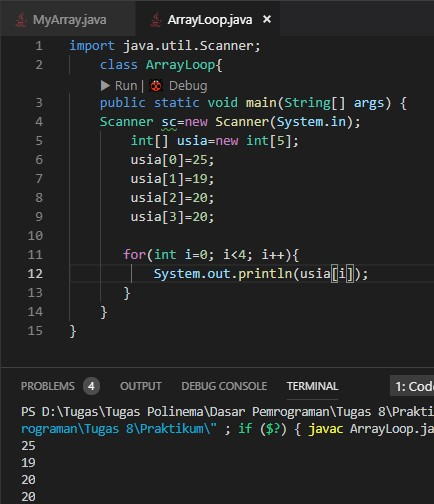 MyArray.java ArrayLoop.java ×
1 import java.util.Scanner;
2 class ArrayLoop{
Run | Debug
3 public static void main(String[] args) {
4 Scanner sc=new Scanner(System.in);
5 int[] usia=new int[5];
6 usia[0]=25;
7 usia[1]=19;
8 usia[2]=20;
9 usia[3]=20;
10
11 for(int i=0; i<4; i++){
12 System.out.println(usia[i]);
13 }
14 }
15 }
PROBLEMS 4 OUTPUT DEBUG CONSOLE TERMINAL 1: Cod
PS D:\Tugas\Tugas Polinema\Dasar Pemrograman\Tugas 8\Prakti
rograman\Tugas 8\Praktikum\" ; if ($?) { javac ArrayLoop.ja
25
19
20
20